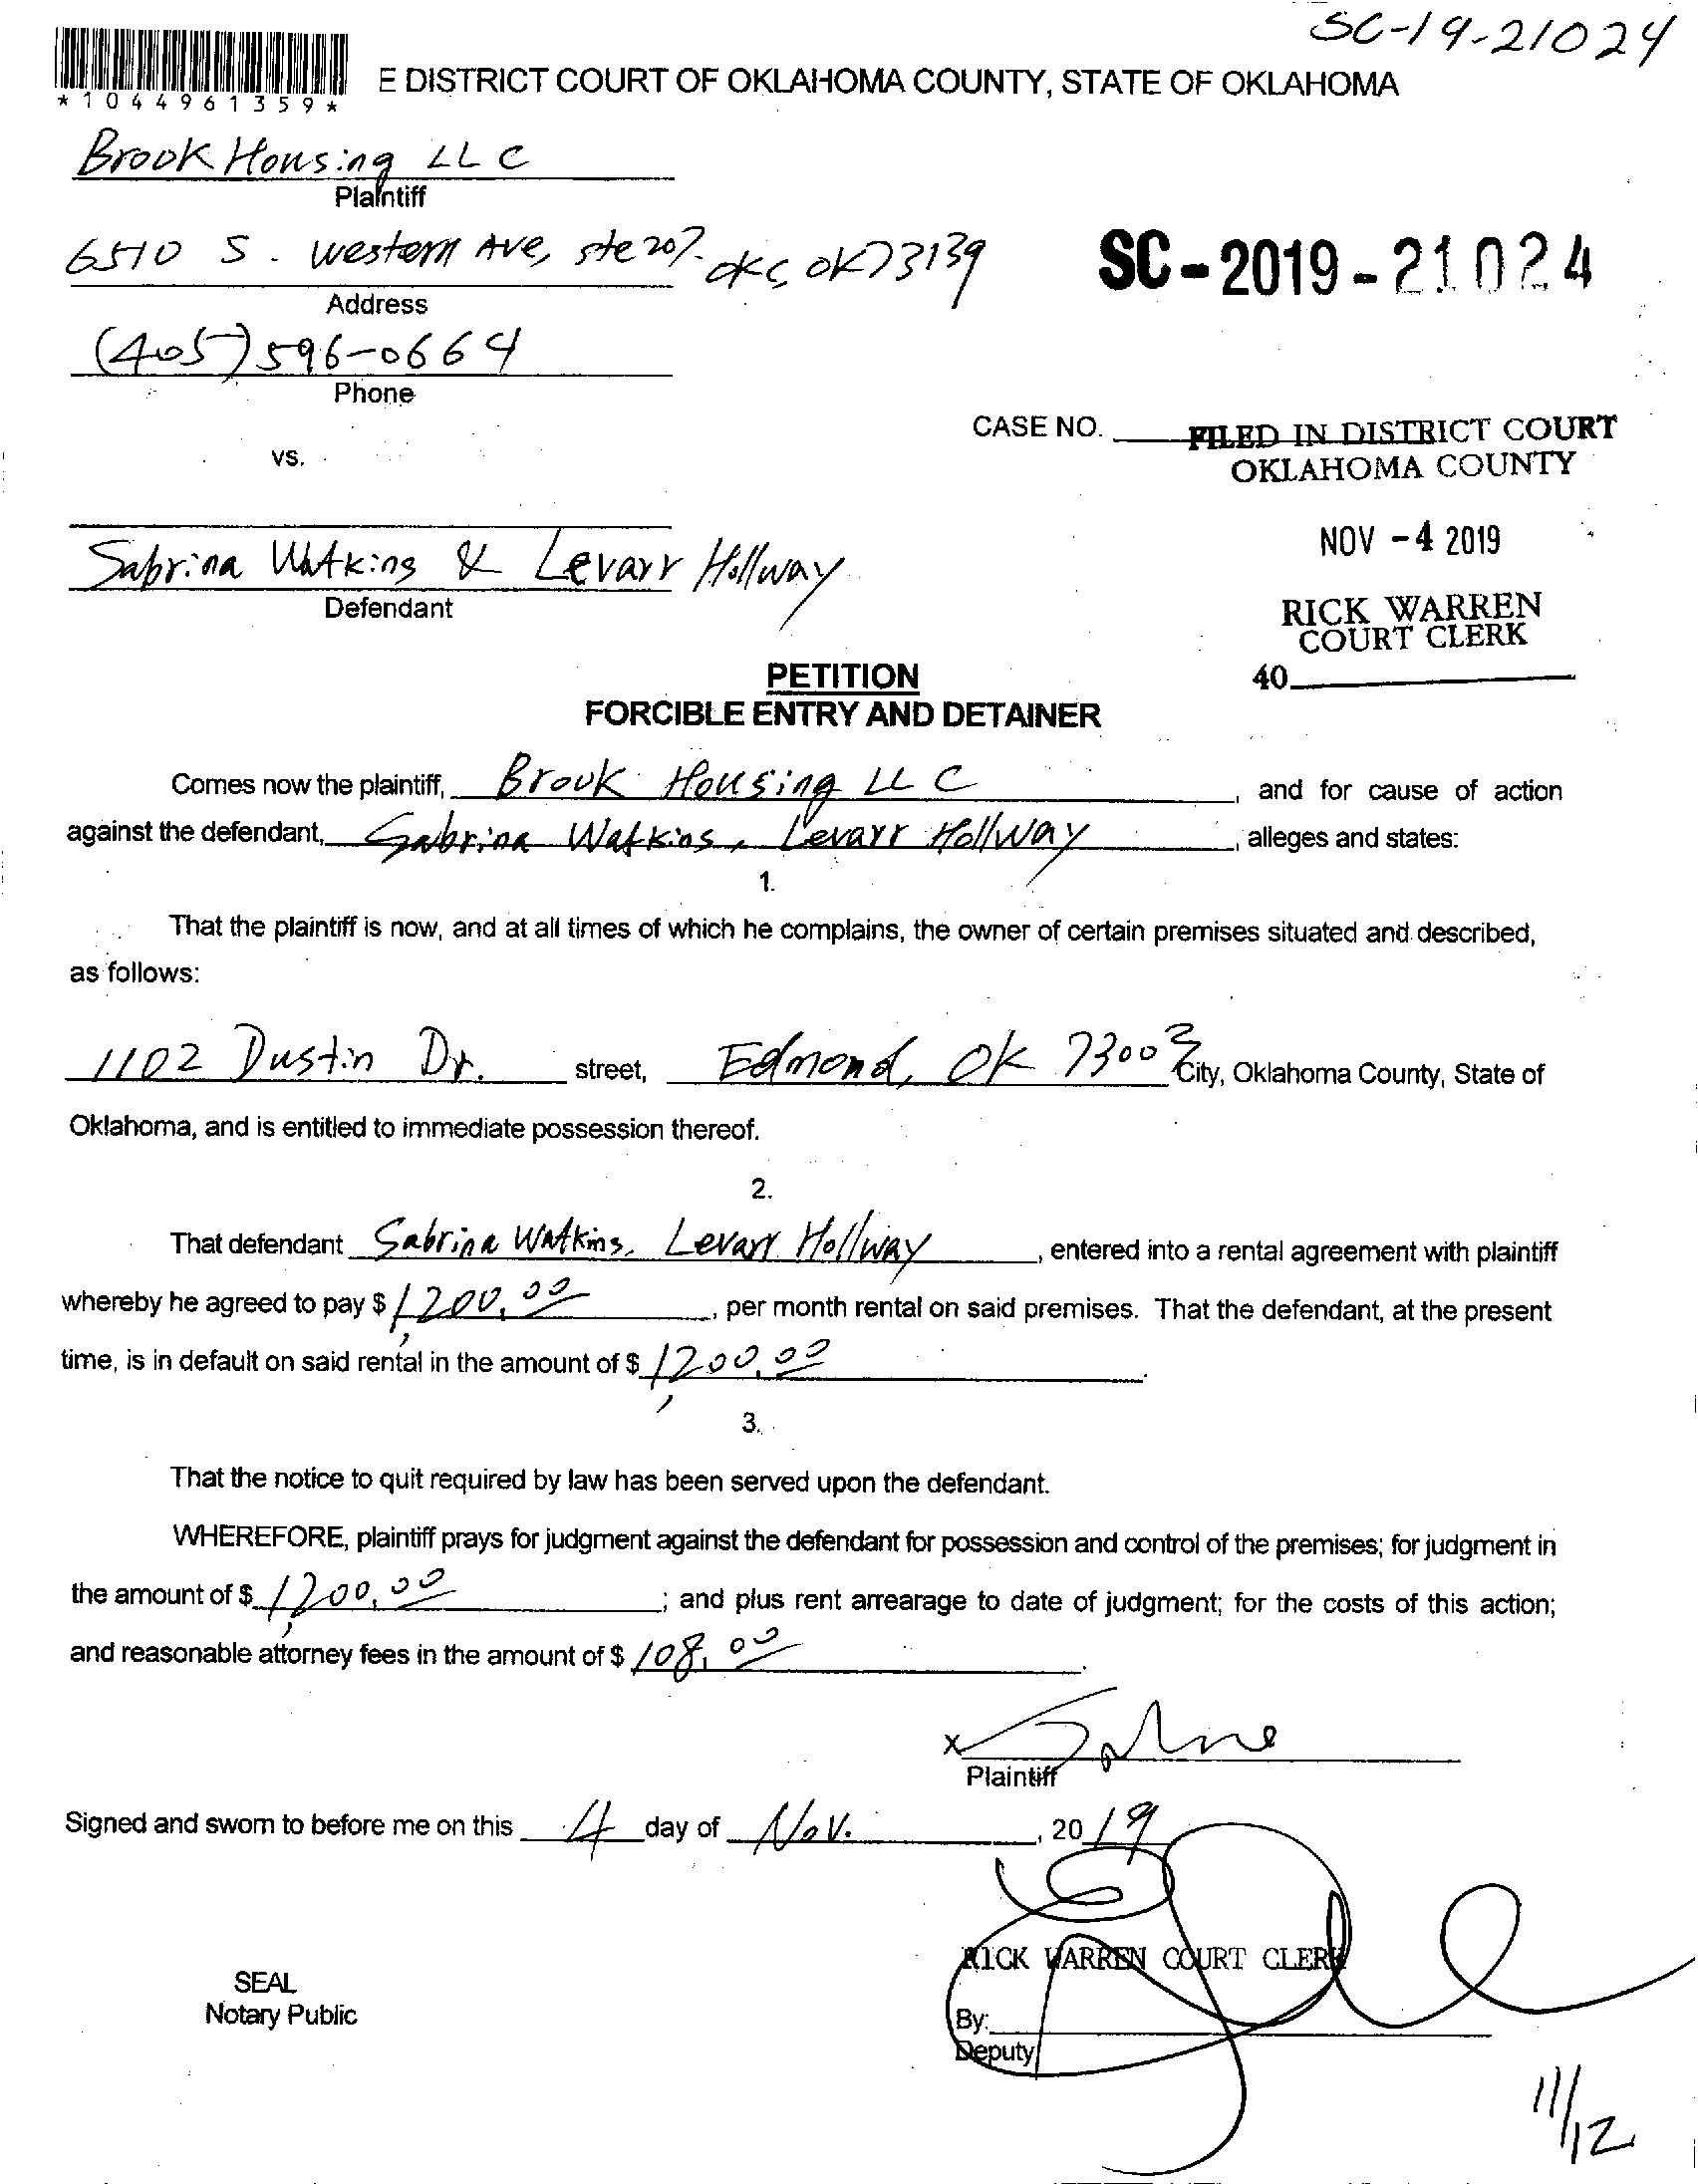 SC-19-21024
*1044961359*
E DISTRICT COURT OF OKLAHOMA COUNTY, STATE OF OKLAHOMA
Brook Housing LLC
Plaintiff
6510 S. Western Ave, Ste 207. OKC, OK 73139
SC-2019-21024
Address
(405) 596-0664
Phone
CASE NO. FILED IN DISTRICT COURT
OKLAHOMA COUNTY
vs.
NOV -4 2019
Sabrina Watkins & Levarr Hollway
Defendant
RICK WARREN
COURT CLERK
40
PETITION
FORCIBLE ENTRY AND DETAINER
Comes now the plaintiff, Brook Housing LLC, and for cause of action
against the defendant, Sabrina Watkins, Levarr Hollway, alleges and states:
1.
That the plaintiff is now, and at all times of which he complains, the owner of certain premises situated and described,
as follows:
1102 Dustin Dr. street, Edmond, OK 73003 City, Oklahoma County, State of
Oklahoma, and is entitled to immediate possession thereof.
2.
That defendant Sabrina Watkins, Levarr Hollway, entered into a rental agreement with plaintiff
whereby he agreed to pay $ 1,200.00, per month rental on said premises. That the defendant, at the present
time, is in default on said rental in the amount of $ 1,200.00.
3.
That the notice to quit required by law has been served upon the defendant.
WHEREFORE, plaintiff prays for judgment against the defendant for possession and control of the premises; for judgment in
the amount of $ 1,200.00; and plus rent arrearage to date of judgment; for the costs of this action;
and reasonable attorney fees in the amount of $ 108.00.
x
Plaintiff
Signed and sworn to before me on this 4 day of Nov., 2019
RICK WARREN COURT CLERK
SEAL
Notary Public
By:
Deputy
11/12